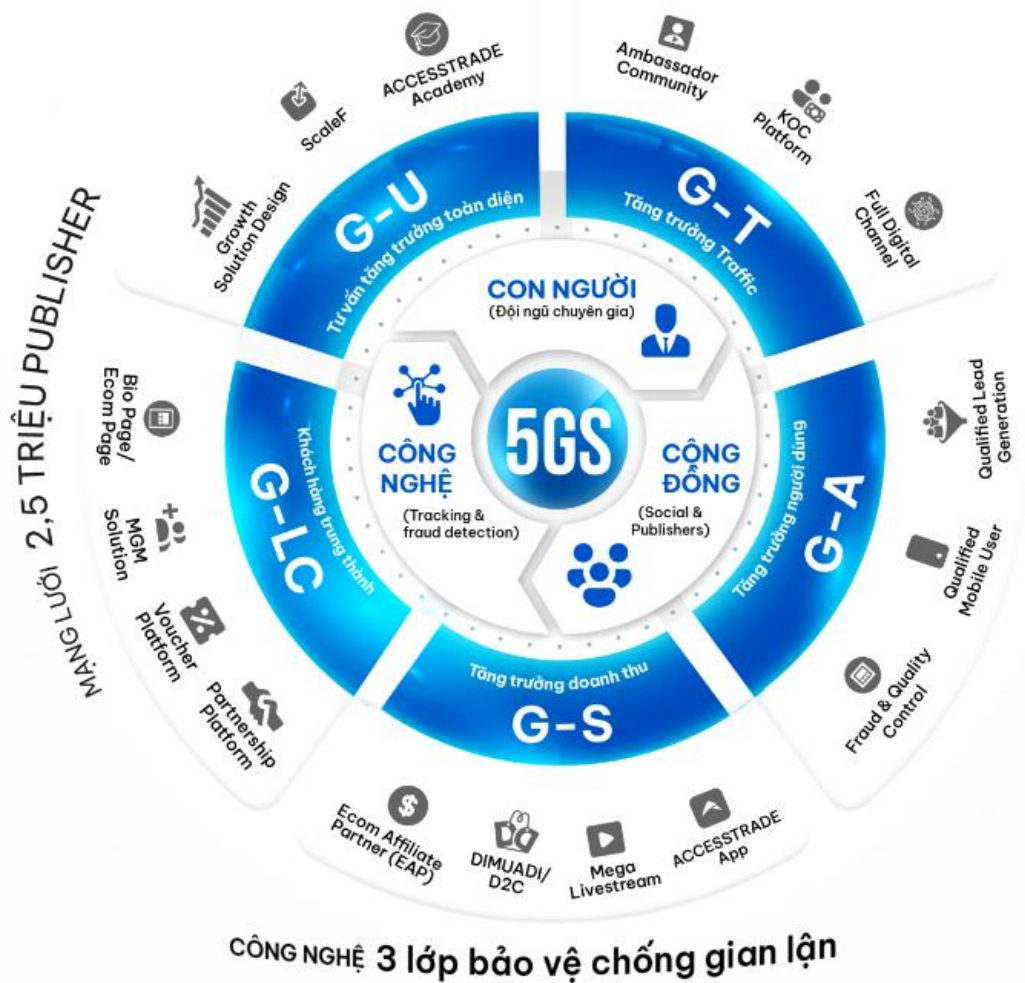 ACCESSTRADE
Academy
ScaleF
Growth
Solution Design
G-U
Tư vấn tăng trưởng toàn diện
Ambassador
Community
KOC
Platform
Full Digital
Channel
G-T
Tăng trưởng Traffic
Qualified Lead
Generation
Qualified
Mobile User
Fraud & Quality
Control
G-A
Tăng trưởng người dùng
Tăng trưởng doanh thu
G-S
Ecom Affiliate
Partner (EAP)
DIMUADI/
D2C
Mega
Livestream
ACCESSTRADE
App
G-LC
Khách hàng trung thành
Bio Page/
Ecom Page
MGM
Solution
Voucher
Platform
Partnership
Platform
CON NGƯỜI
(Đội ngũ chuyên gia)
5GS
CÔNG
NGHỆ
(Tracking &
fraud detection)
CỘNG
ĐỒNG
(Social &
Publishers)
MẠNG LƯỚI 2,5 TRIỆU PUBLISHER
CÔNG NGHỆ 3 lớp bảo vệ chống gian lận